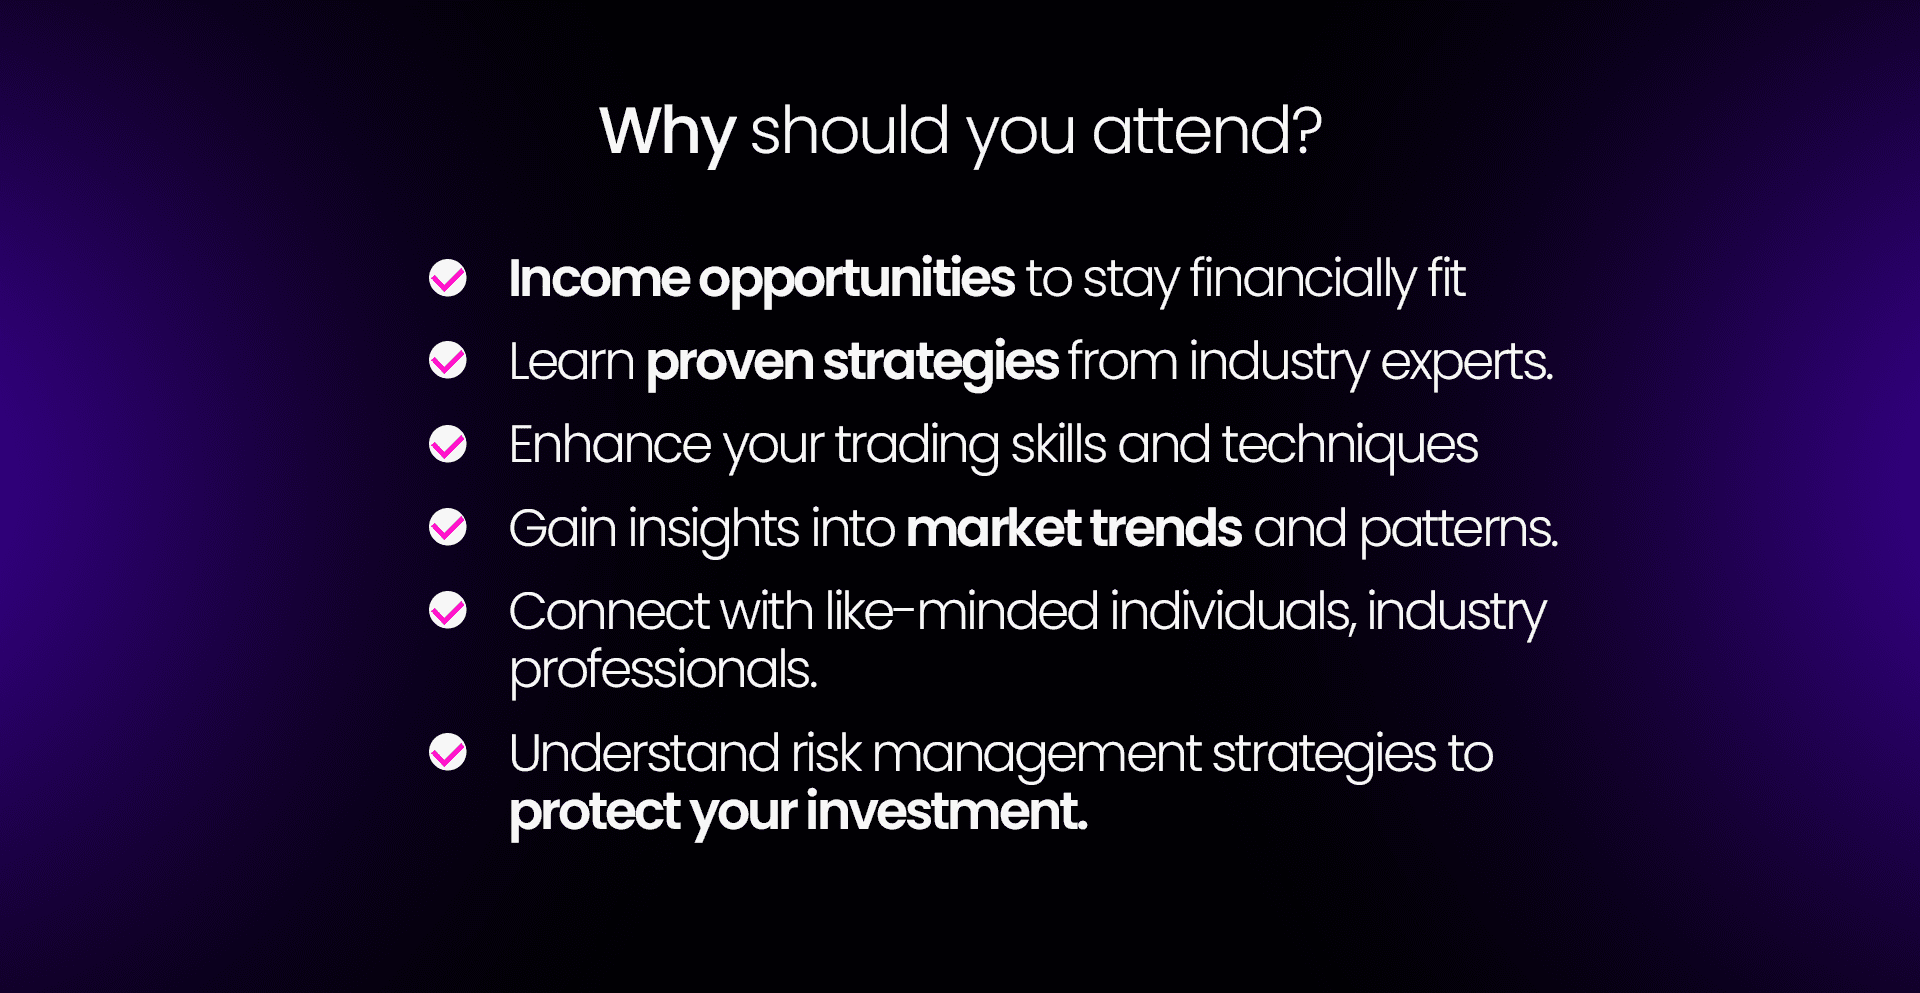 Why should you attend?
Income opportunities to stay financially fit
Learn proven strategies from industry experts.
Enhance your trading skills and techniques
Gain insights into market trends and patterns.
Connect with like-minded individuals, industry
professionals.
Understand risk management strategies to
protect your investment.